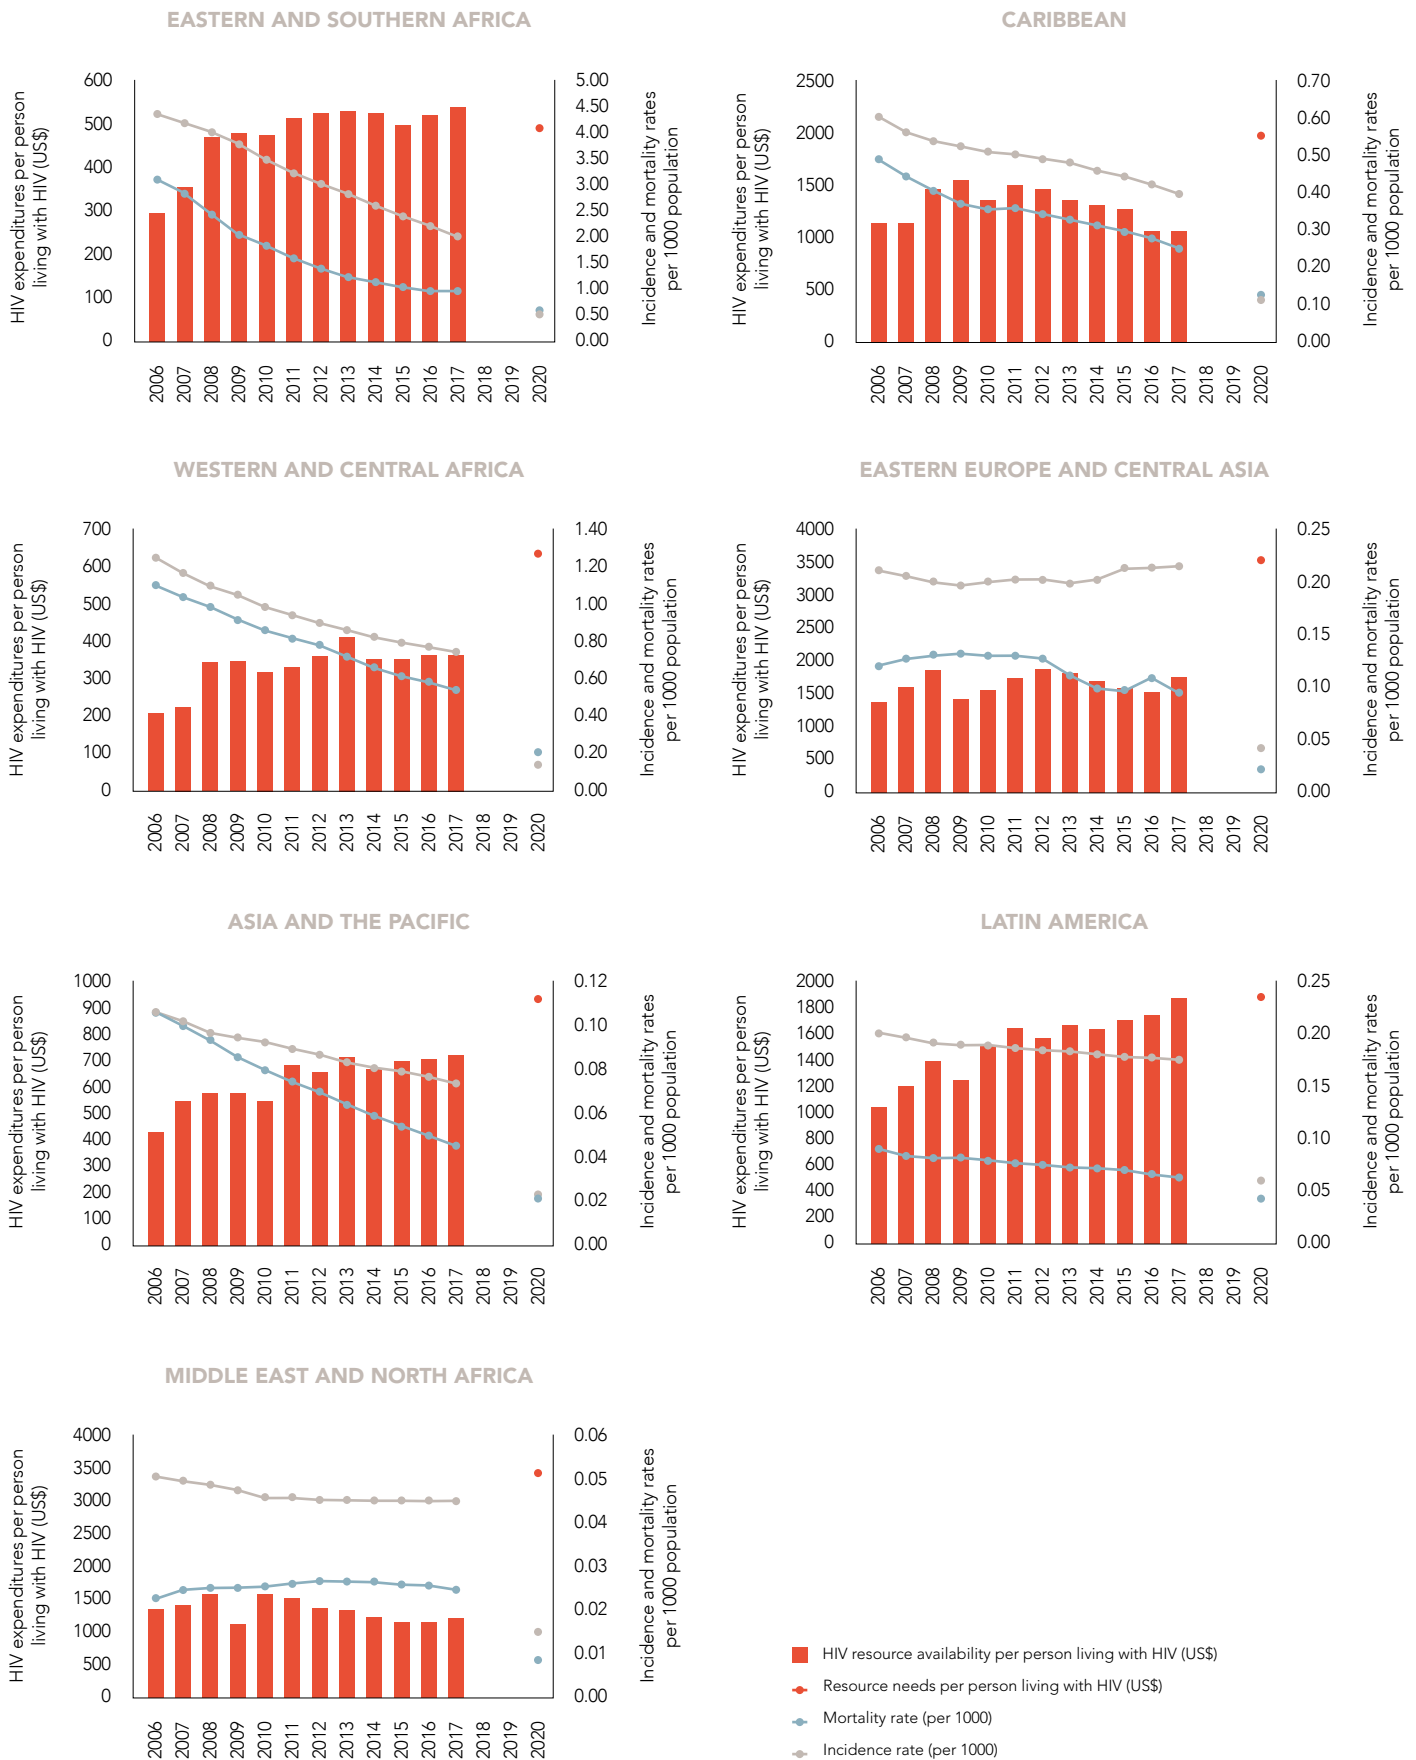 EASTERN AND SOUTHERN AFRICA
HIV expenditures per person
living with HIV (US$)
600
500
400
300
200
100
0
5.00
4.50
4.00
3.50
3.00
2.50
2.00
1.50
1.00
0.50
0.00
Incidence and mortality rates
per 1000 population
2006 2007 2008 2009 2010 2011 2012 2013 2014 2015 2016 2017 2018 2019 2020
CARIBBEAN
HIV expenditures per person
living with HIV (US$)
2500
2000
1500
1000
500
0
0.70
0.60
0.50
0.40
0.30
0.20
0.10
0.00
Incidence and mortality rates
per 1000 population
2006 2007 2008 2009 2010 2011 2012 2013 2014 2015 2016 2017 2018 2019 2020
WESTERN AND CENTRAL AFRICA
HIV expenditures per person
living with HIV (US$)
700
600
500
400
300
200
100
0
1.40
1.20
1.00
0.80
0.60
0.40
0.20
0.00
Incidence and mortality rates
per 1000 population
2006 2007 2008 2009 2010 2011 2012 2013 2014 2015 2016 2017 2018 2019 2020
EASTERN EUROPE AND CENTRAL ASIA
HIV expenditures per person
living with HIV (US$)
4000
3500
3000
2500
2000
1500
1000
500
0
0.25
0.20
0.15
0.10
0.05
0.00
Incidence and mortality rates
per 1000 population
2006 2007 2008 2009 2010 2011 2012 2013 2014 2015 2016 2017 2018 2019 2020
ASIA AND THE PACIFIC
HIV expenditures per person
living with HIV (US$)
1000
900
800
700
600
500
400
300
200
100
0
0.12
0.10
0.08
0.06
0.04
0.02
0.00
Incidence and mortality rates
per 1000 population
2006 2007 2008 2009 2010 2011 2012 2013 2014 2015 2016 2017 2018 2019 2020
LATIN AMERICA
HIV expenditures per person
living with HIV (US$)
2000
1800
1600
1400
1200
1000
800
600
400
200
0
0.25
0.20
0.15
0.10
0.05
0.00
Incidence and mortality rates
per 1000 population
2006 2007 2008 2009 2010 2011 2012 2013 2014 2015 2016 2017 2018 2019 2020
MIDDLE EAST AND NORTH AFRICA
HIV expenditures per person
living with HIV (US$)
4000
3500
3000
2500
2000
1500
1000
500
0
0.06
0.05
0.04
0.03
0.02
0.01
0.00
Incidence and mortality rates
per 1000 population
2006 2007 2008 2009 2010 2011 2012 2013 2014 2015 2016 2017 2018 2019 2020
HIV resource availability per person living with HIV (US$)
Resource needs per person living with HIV (US$)
Mortality rate (per 1000)
Incidence rate (per 1000)